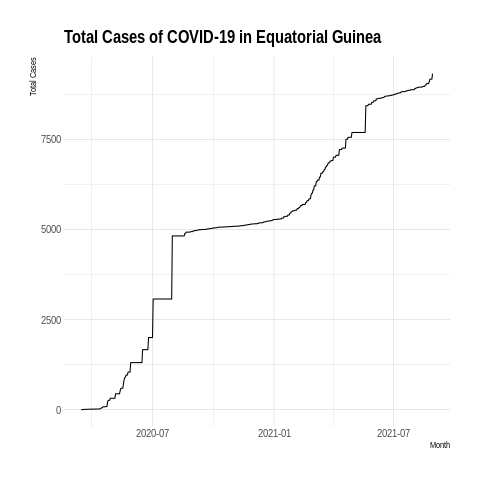 Total Cases of COVID-19 in Equatorial Guinea
Total Cases
7500
5000
2500
0
2020-07 2021-01 2021-07
Month